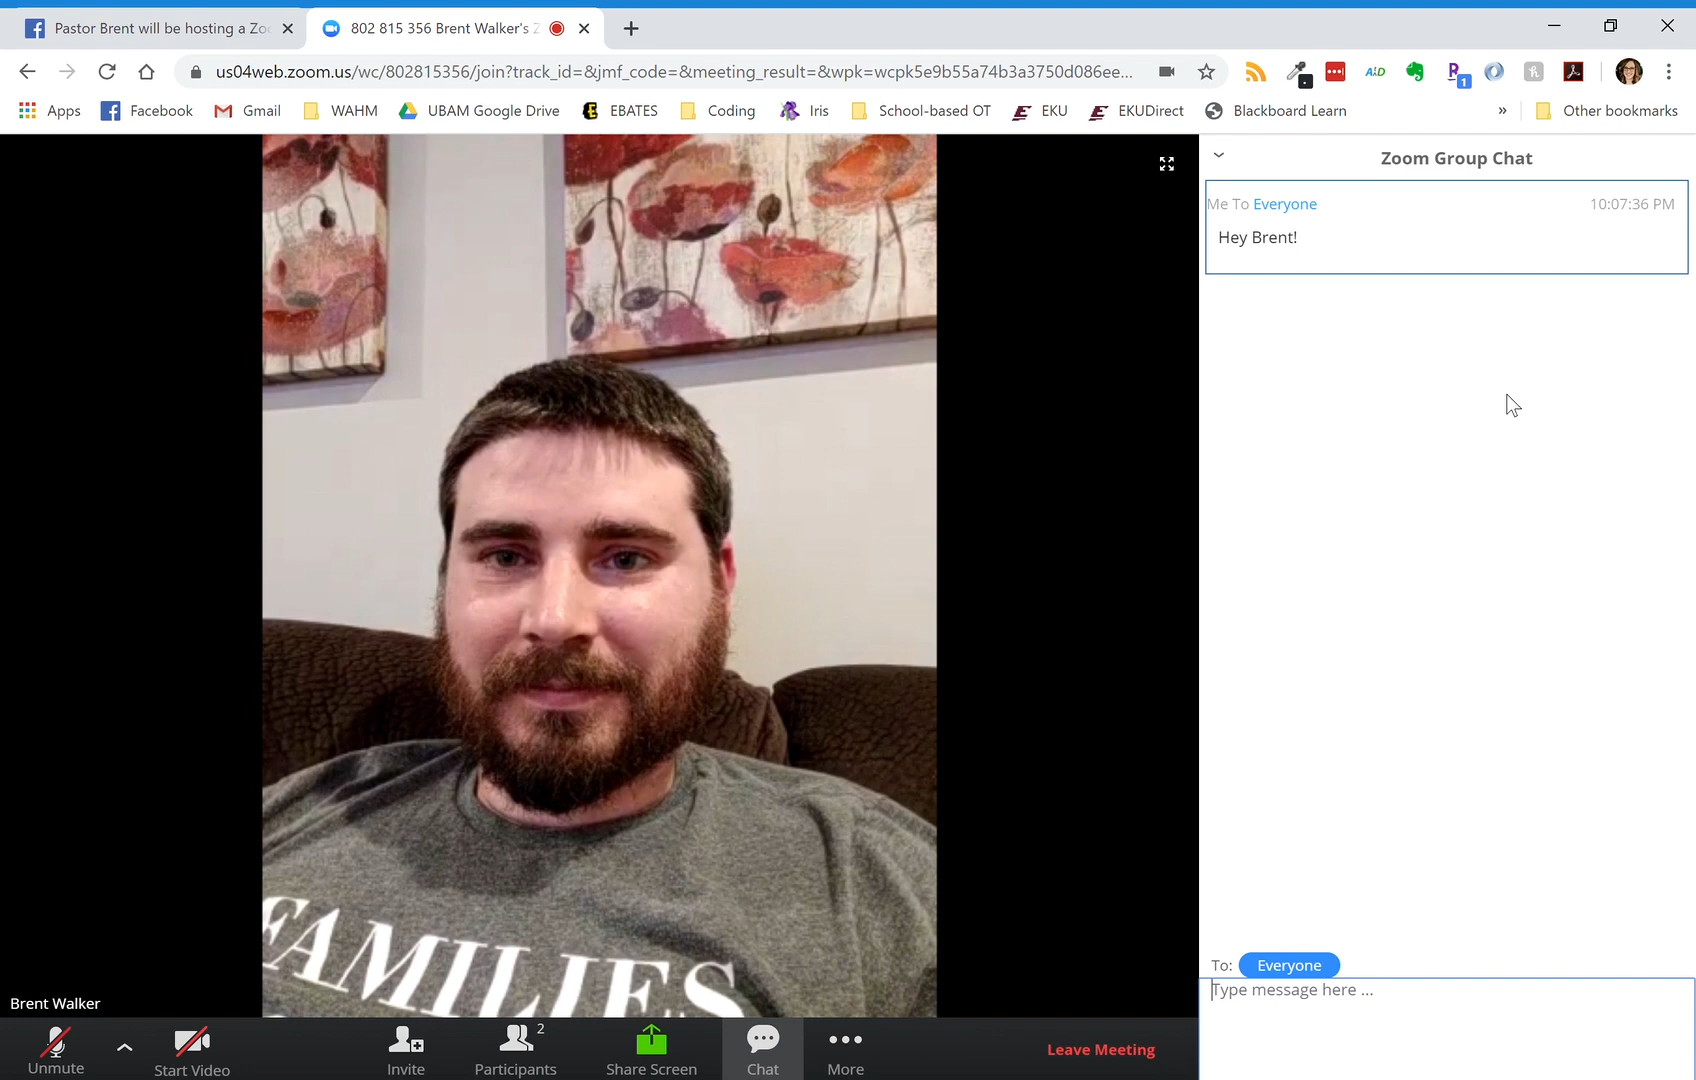 Pastor Brent will be hosting a Zo
802 815 356 Brent Walker's Z
us04web.zoom.us/wc/802815356/join?track_id=&jmf_code=&meeting_result=&wpk=wcpk5e9b55a74b3a3750d086ee...
Apps Facebook Gmail WAHM UBAM Google Drive EBATES Coding Iris School-based OT EKU EKUDirect Blackboard Learn » Other bookmarks
Zoom Group Chat
Me To Everyone 10:07:36 PM
Hey Brent!
FAMILIES
To: Everyone
Type message here ...
Brent Walker
Unmute Start Video Invite Participants 2 Share Screen Chat More Leave Meeting